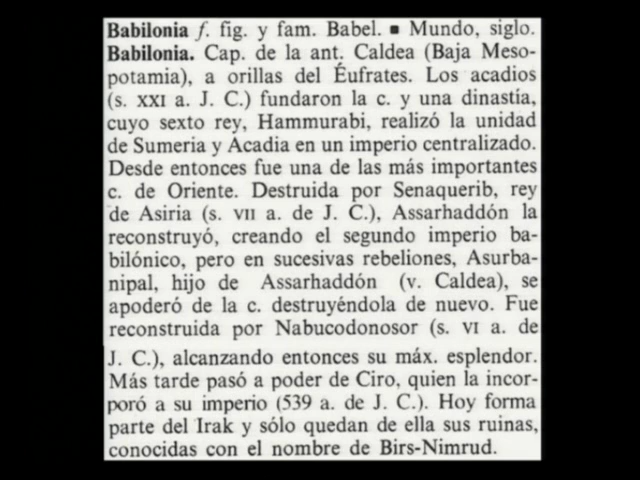 Babilonia f. fig. y fam. Babel. ▪ Mundo, siglo.
Babilonia. Cap. de la ant. Caldea (Baja Meso-
potamia), a orillas del Éufrates. Los acadios
(s. XXI a. J. C.) fundaron la c. y una dinastía,
cuyo sexto rey, Hammurabi, realizó la unidad
de Sumeria y Acadia en un imperio centralizado.
Desde entonces fue una de las más importantes
c. de Oriente. Destruida por Senaquerib, rey
de Asiria (s. VII a. de J. C.), Assarhaddón la
reconstruyó, creando el segundo imperio ba-
bilónico, pero en sucesivas rebeliones, Asurba-
nipal, hijo de Assarhaddón (v. Caldea), se
apoderó de la c. destruyéndola de nuevo. Fue
reconstruida por Nabucodonosor (s. VI a. de
J. C.), alcanzando entonces su máx. esplendor.
Más tarde pasó a poder de Ciro, quien la incor-
poró a su imperio (539 a. de J. C.). Hoy forma
parte del Irak y sólo quedan de ella sus ruinas,
conocidas con el nombre de Birs-Nimrud.